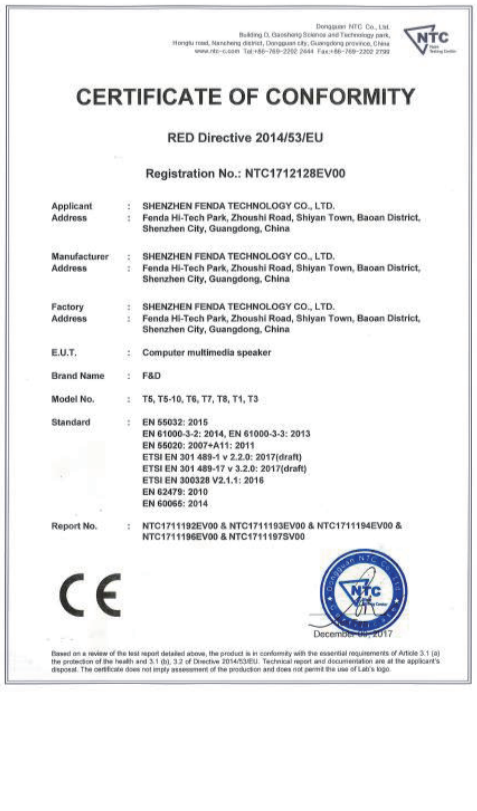 Dongguan NTC Co., Ltd.
Building D, Gaosheng Science and Technology park,
Hongtu road, Nancheng district, Dongguan city, Guangdong province, China
www.ntc-c.com Tel:+86-769-2202 2444 Fax:+86-769-2202 2799
NTC
Testing Center
CERTIFICATE OF CONFORMITY
RED Directive 2014/53/EU
Registration No.: NTC1712128EV00
Applicant : SHENZHEN FENDA TECHNOLOGY CO., LTD.
Address : Fenda Hi-Tech Park, Zhoushi Road, Shiyan Town, Baoan District,
Shenzhen City, Guangdong, China
Manufacturer : SHENZHEN FENDA TECHNOLOGY CO., LTD.
Address : Fenda Hi-Tech Park, Zhoushi Road, Shiyan Town, Baoan District,
Shenzhen City, Guangdong, China
Factory : SHENZHEN FENDA TECHNOLOGY CO., LTD.
Address : Fenda Hi-Tech Park, Zhoushi Road, Shiyan Town, Baoan District,
Shenzhen City, Guangdong, China
E.U.T. : Computer multimedia speaker
Brand Name : F&D
Model No. : T5, T5-10, T6, T7, T8, T1, T3
Standard : EN 55032: 2015
EN 61000-3-2: 2014, EN 61000-3-3: 2013
EN 55020: 2007+A11: 2011
ETSI EN 301 489-1 v 2.2.0: 2017(draft)
ETSI EN 301 489-17 v 3.2.0: 2017(draft)
ETSI EN 300328 V2.1.1: 2016
EN 62479: 2010
EN 60065: 2014
Report No. : NTC1711192EV00 & NTC1711193EV00 & NTC1711194EV00 &
NTC1711196EV00 & NTC1711197SV00
CE
Dongguan NTC Co., Ltd.
NTC
December 2017
Based on a review of the test report detailed above, the product is in conformity with the essential requirements of Article 3.1 (a)
the protection of the health and 3.1 (b), 3.2 of Directive 2014/53/EU. Technical report and documentation are at the applicant's
disposal. The certificate does not imply assessment of the production and does not permit the use of Lab's logo.